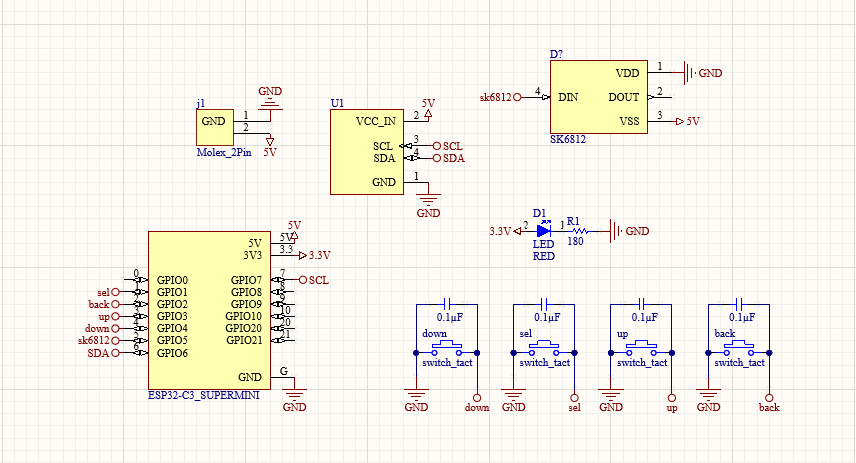 j1
GND
GND 1
2
Molex_2Pin
5V
U1
5V
VCC_IN 2
SCL 3 SCL
SDA 4 SDA
GND 1
GND
D?
VDD 1 GND
sk6812 4 DIN DOUT 2
VSS 3 5V
SK6812
D1
3.3V 2 1 R1 GND
LED 180
RED
5V
5V 5V
3V3 3.3 3.3V
0 GPIO0 GPIO7 7 SCL
sel GPIO1 GPIO8
back GPIO2 GPIO9 9
up GPIO3 GPIO10 10
down 4 GPIO4 GPIO20 20
sk6812 GPIO5 GPIO21 21
SDA 6 GPIO6
GND G
ESP32-C3_SUPERMINI GND
0.1µF 0.1µF 0.1µF 0.1µF
down sel up back
switch_tact switch_tact switch_tact switch_tact
GND down GND sel GND up GND back